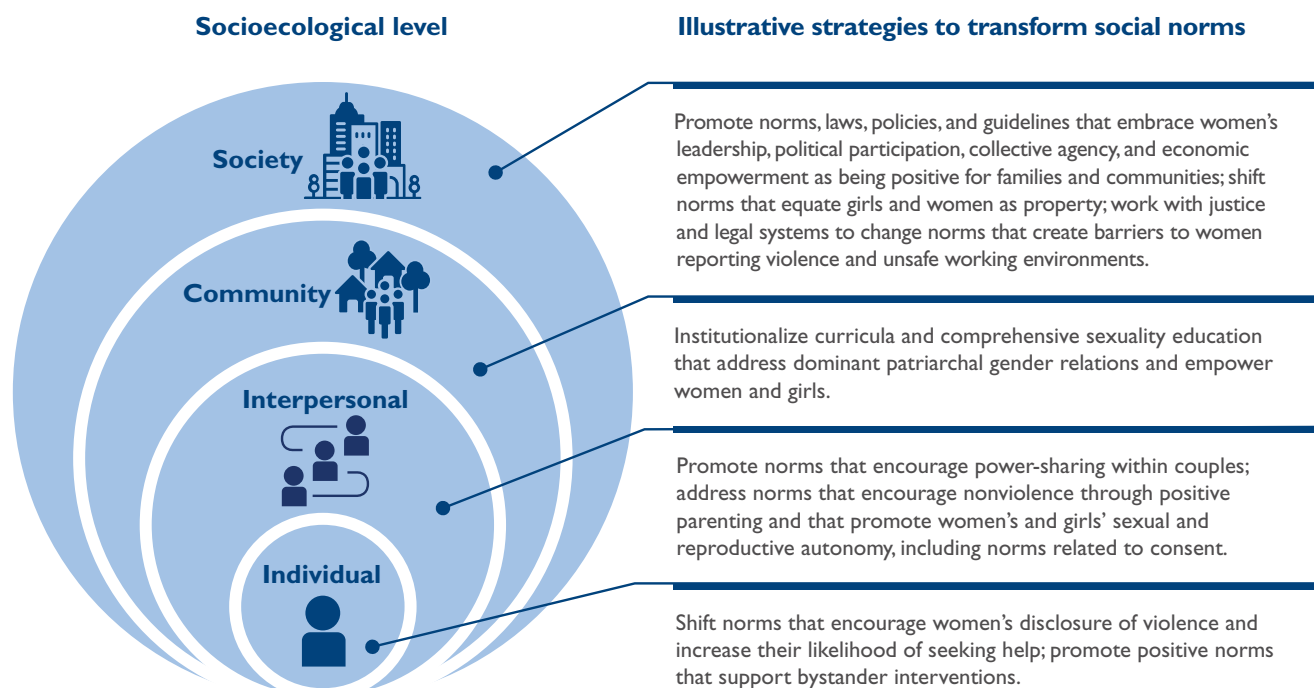 Socioecological level
Illustrative strategies to transform social norms
Society
Promote norms, laws, policies, and guidelines that embrace women's
leadership, political participation, collective agency, and economic
empowerment as being positive for families and communities; shift
norms that equate girls and women as property; work with justice
and legal systems to change norms that create barriers to women
reporting violence and unsafe working environments.
Community
Institutionalize curricula and comprehensive sexuality education
that address dominant patriarchal gender relations and empower
women and girls.
Interpersonal
Promote norms that encourage power-sharing within couples;
address norms that encourage nonviolence through positive
parenting and that promote women's and girls' sexual and
reproductive autonomy, including norms related to consent.
Individual
Shift norms that encourage women's disclosure of violence and
increase their likelihood of seeking help; promote positive norms
that support bystander interventions.